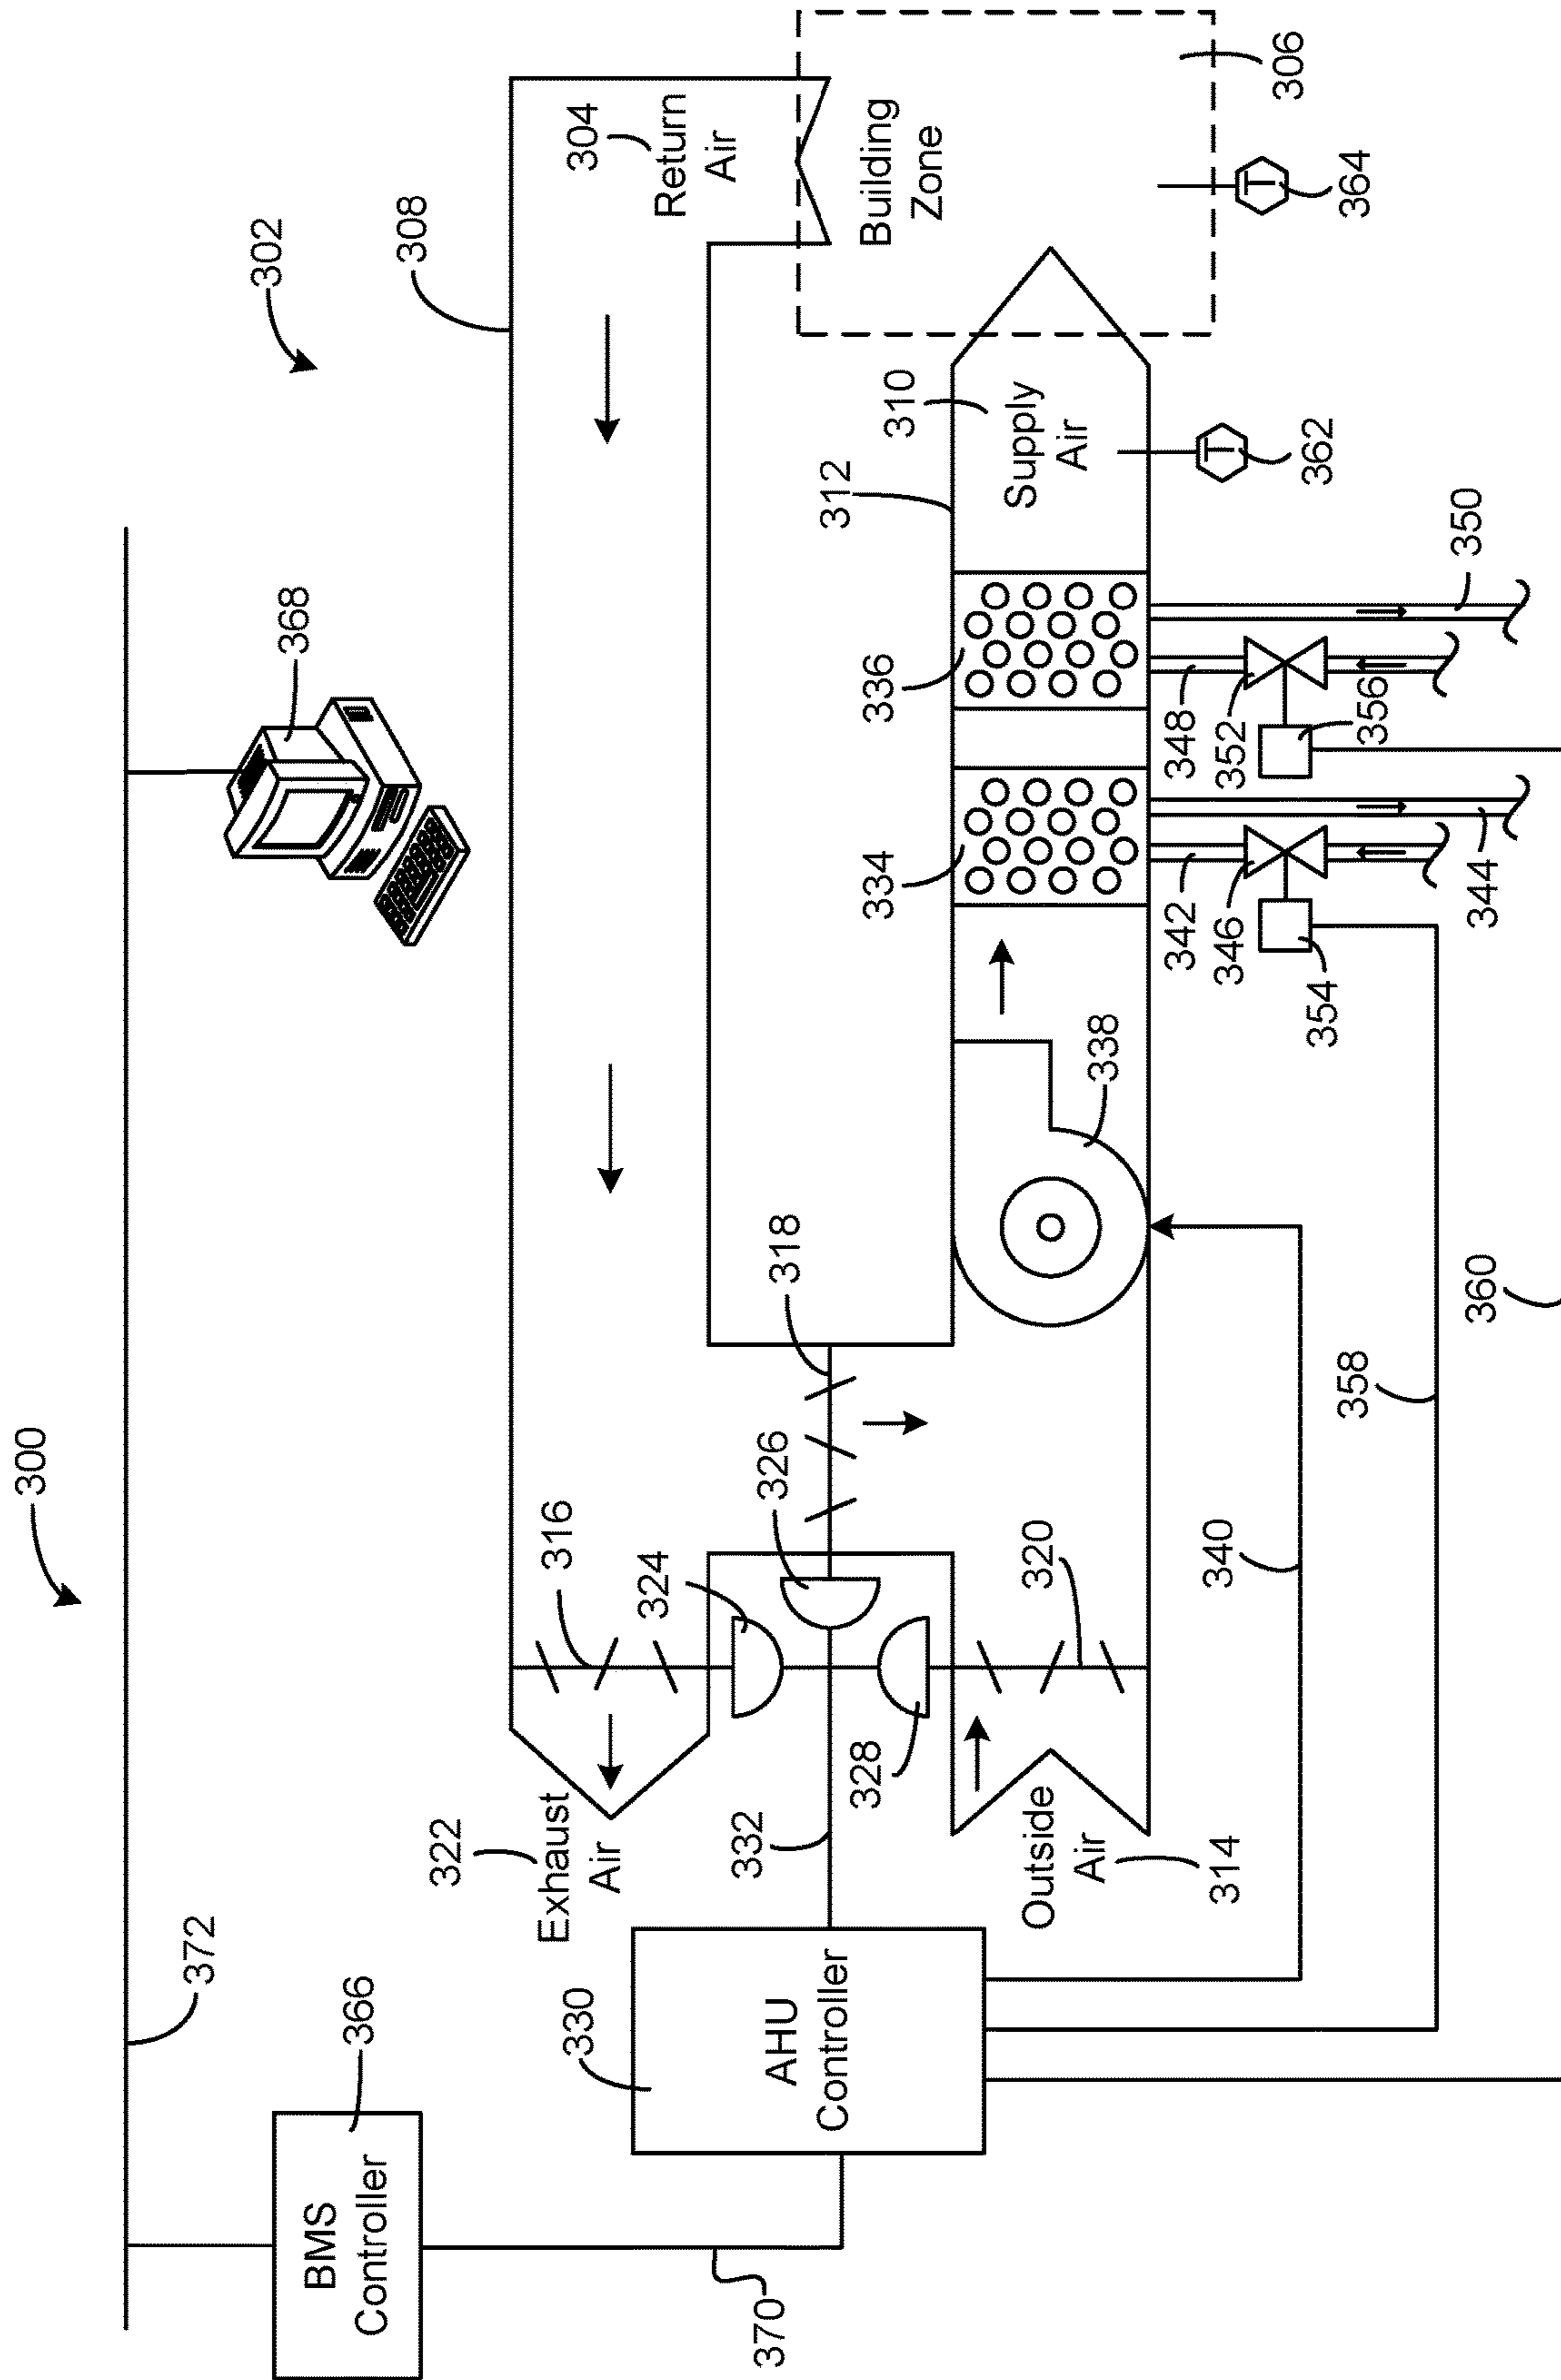 300
372
BMS
Controller
366
370
368
302
308
304
Return
Air
306
Building
Zone
322
Exhaust
Air
316
324
318
326
332
328
330
AHU
Controller
Outside
Air
314
320
338
340
334
336
312
310
Supply
Air
T
362
T
364
342
346
354
344
348
352
356
350
358
360